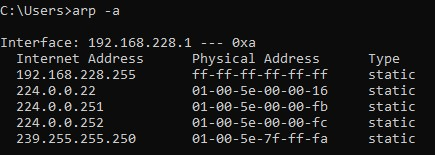 C:\Users>arp -a
Interface: 192.168.228.1 --- 0xa
Internet Address Physical Address Type
192.168.228.255 ff-ff-ff-ff-ff-ff static
224.0.0.22 01-00-5e-00-00-16 static
224.0.0.251 01-00-5e-00-00-fb static
224.0.0.252 01-00-5e-00-00-fc static
239.255.255.250 01-00-5e-7f-ff-fa static